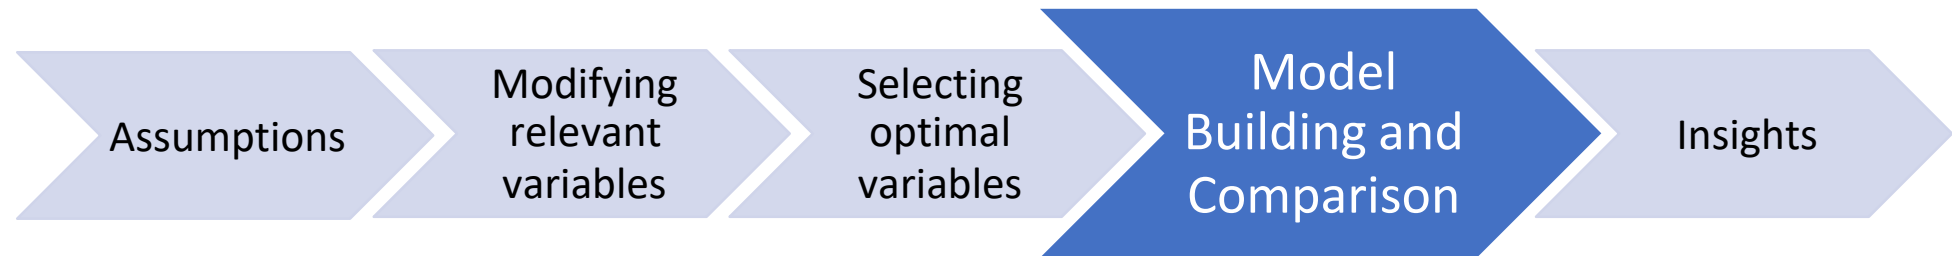 Assumptions
Modifying
relevant
variables
Selecting
optimal
variables
Model
Building and
Comparison
Insights